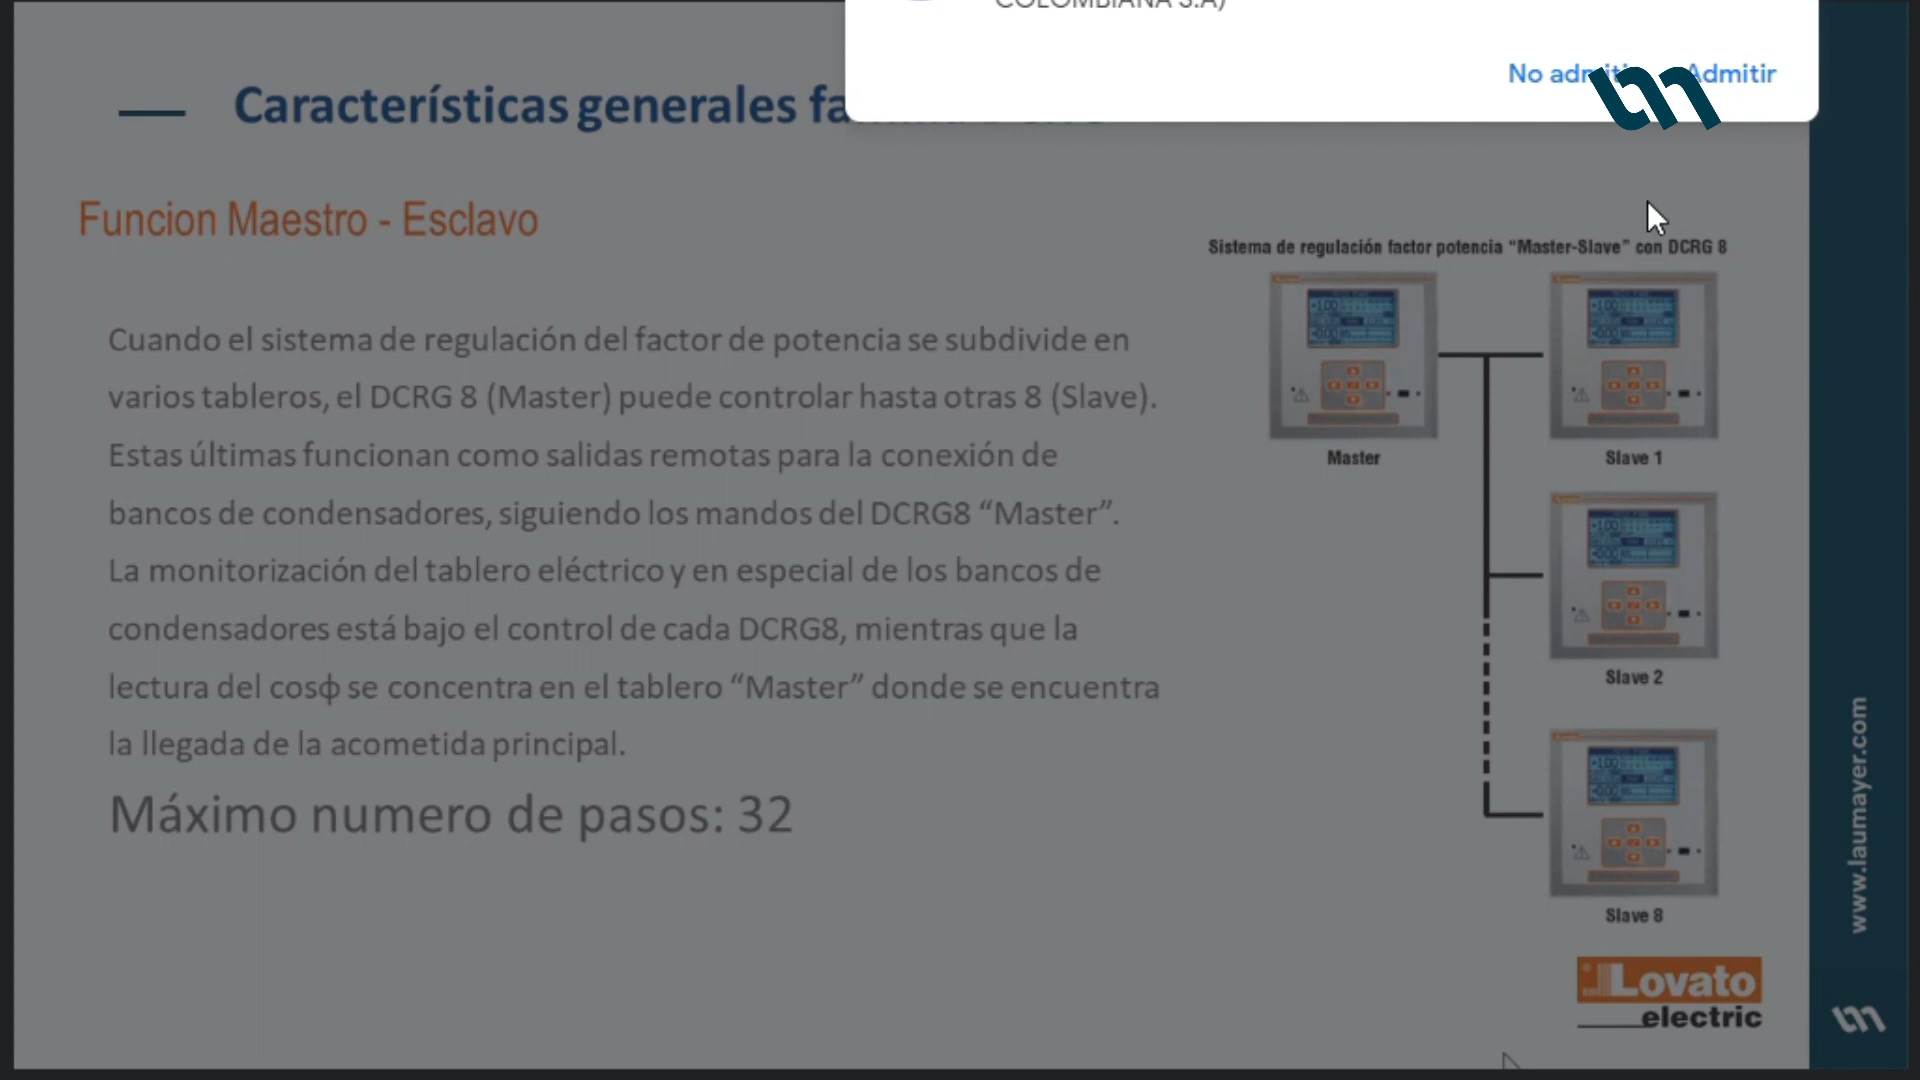 COLOMBIANA S.A)
No admitir Admitir
Características generales
Funcion Maestro - Esclavo
Sistema de regulación factor potencia “Master-Slave” con DCRG 8
Cuando el sistema de regulación del factor de potencia se subdivide en
varios tableros, el DCRG 8 (Master) puede controlar hasta otras 8 (Slave).
Estas últimas funcionan como salidas remotas para la conexión de
bancos de condensadores, siguiendo los mandos del DCRG8 “Master”.
La monitorización del tablero eléctrico y en especial de los bancos de
condensadores está bajo el control de cada DCRG8, mientras que la
lectura del cosϕ se concentra en el tablero “Master” donde se encuentra
la llegada de la acometida principal.
Máximo numero de pasos: 32
Master
Slave 1
Slave 2
Slave 8
Lovato
electric
www.laumayer.com